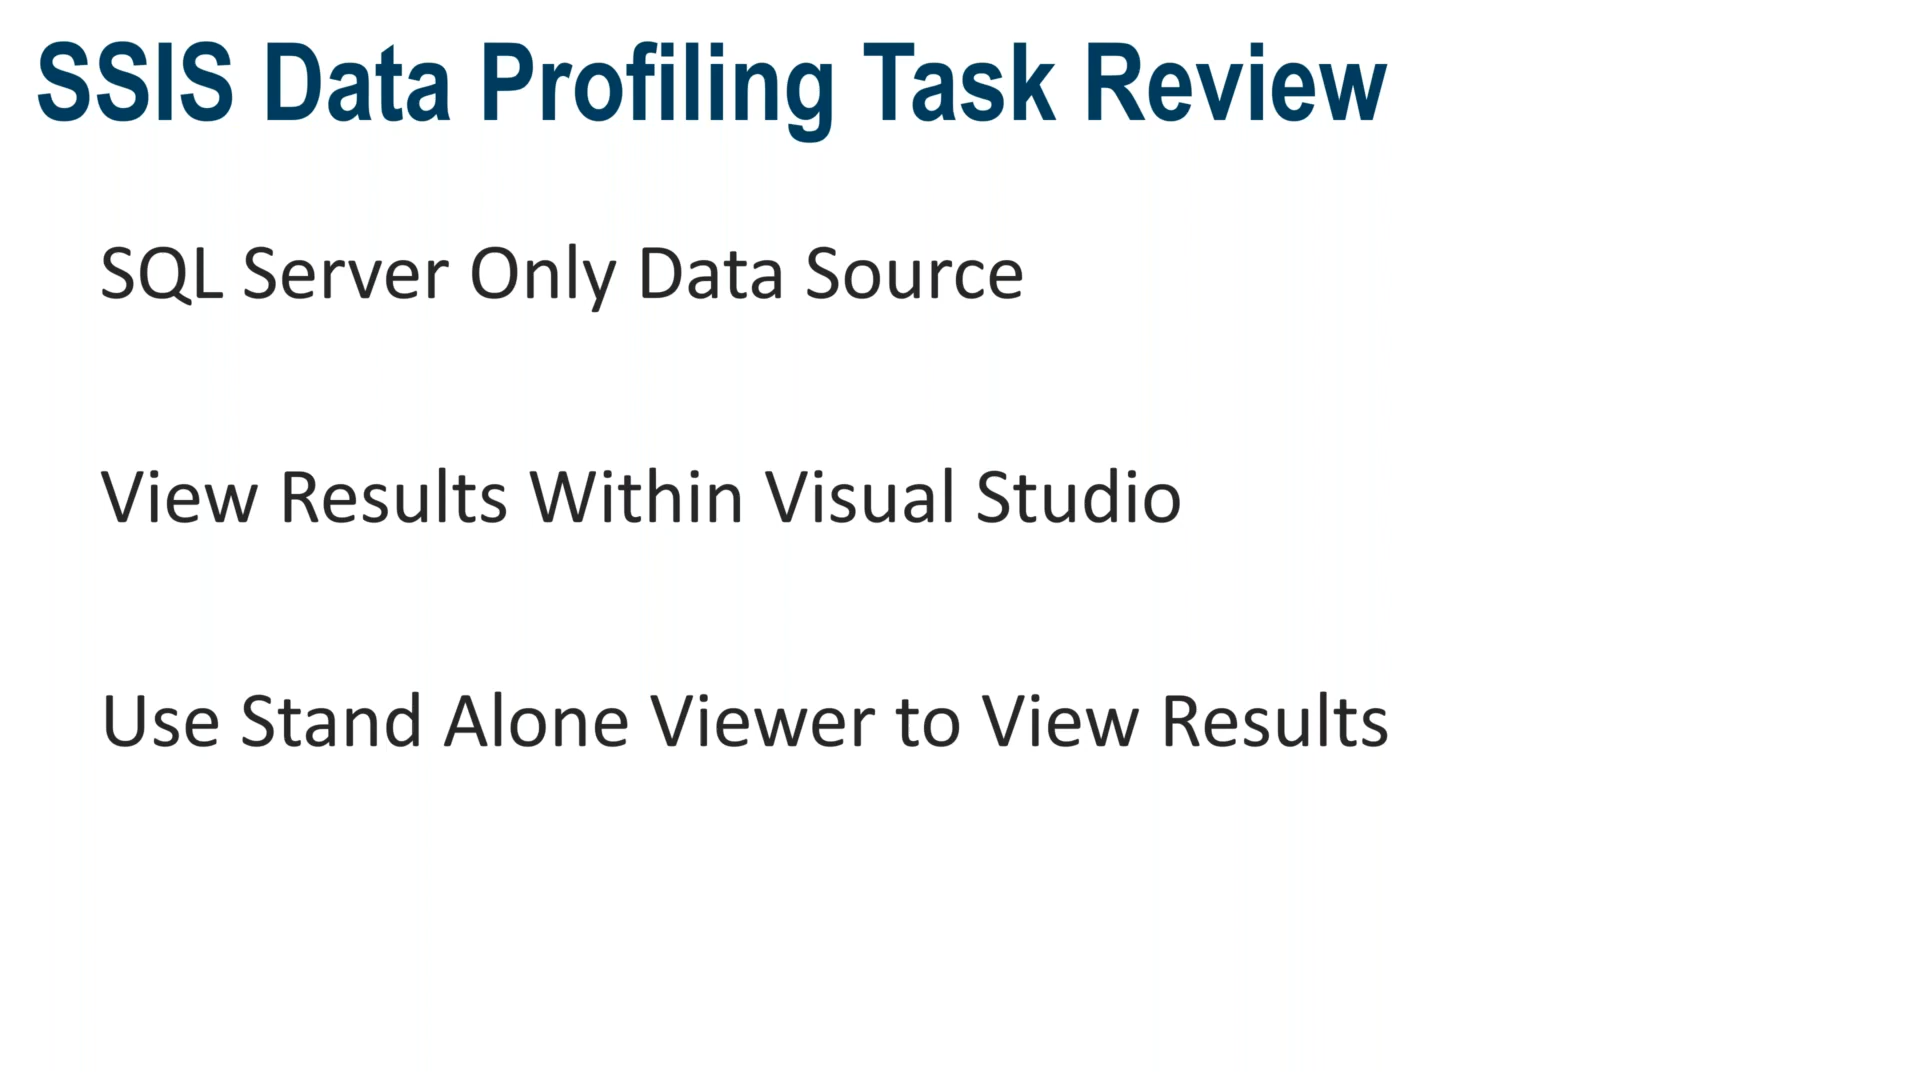 SSIS Data Profiling Task Review
SQL Server Only Data Source
View Results Within Visual Studio
Use Stand Alone Viewer to View Results